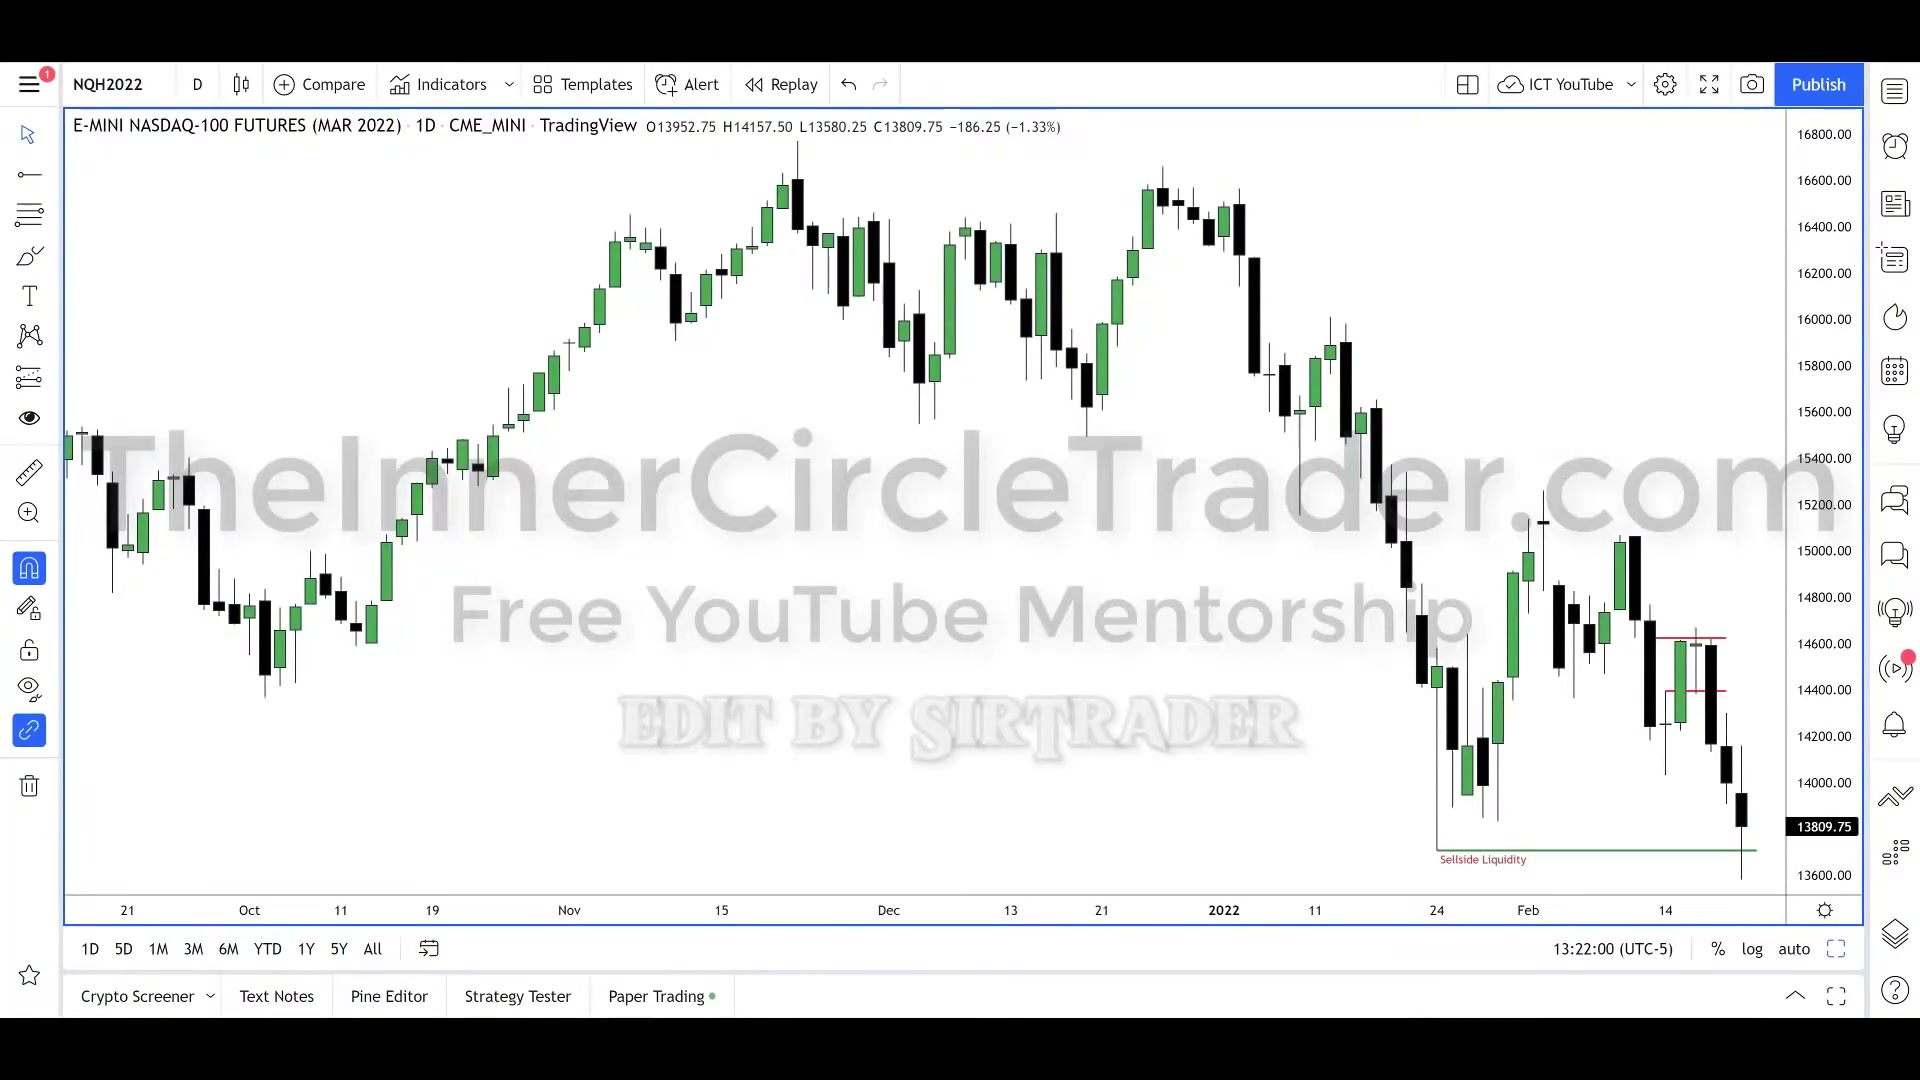 1
NQH2022 D Compare Indicators Templates Alert Replay ICT YouTube Publish
E-MINI NASDAQ-100 FUTURES (MAR 2022) · 1D · CME_MINI · TradingView O13952.75 H14157.50 L13580.25 C13809.75 −186.25 (−1.33%)
16800.00
16600.00
16400.00
16200.00
16000.00
15800.00
15600.00
15400.00
TheInnerCircleTrader.com
15200.00
15000.00
14800.00
Free YouTube Mentorship
14600.00
14400.00
EDIT BY SIRTRADER
14200.00
14000.00
13809.75
Sellside Liquidity
13600.00
21 Oct 11 19 Nov 15 Dec 13 21 2022 11 24 Feb 14
1D 5D 1M 3M 6M YTD 1Y 5Y All 13:22:00 (UTC-5) % log auto
Crypto Screener Text Notes Pine Editor Strategy Tester Paper Trading